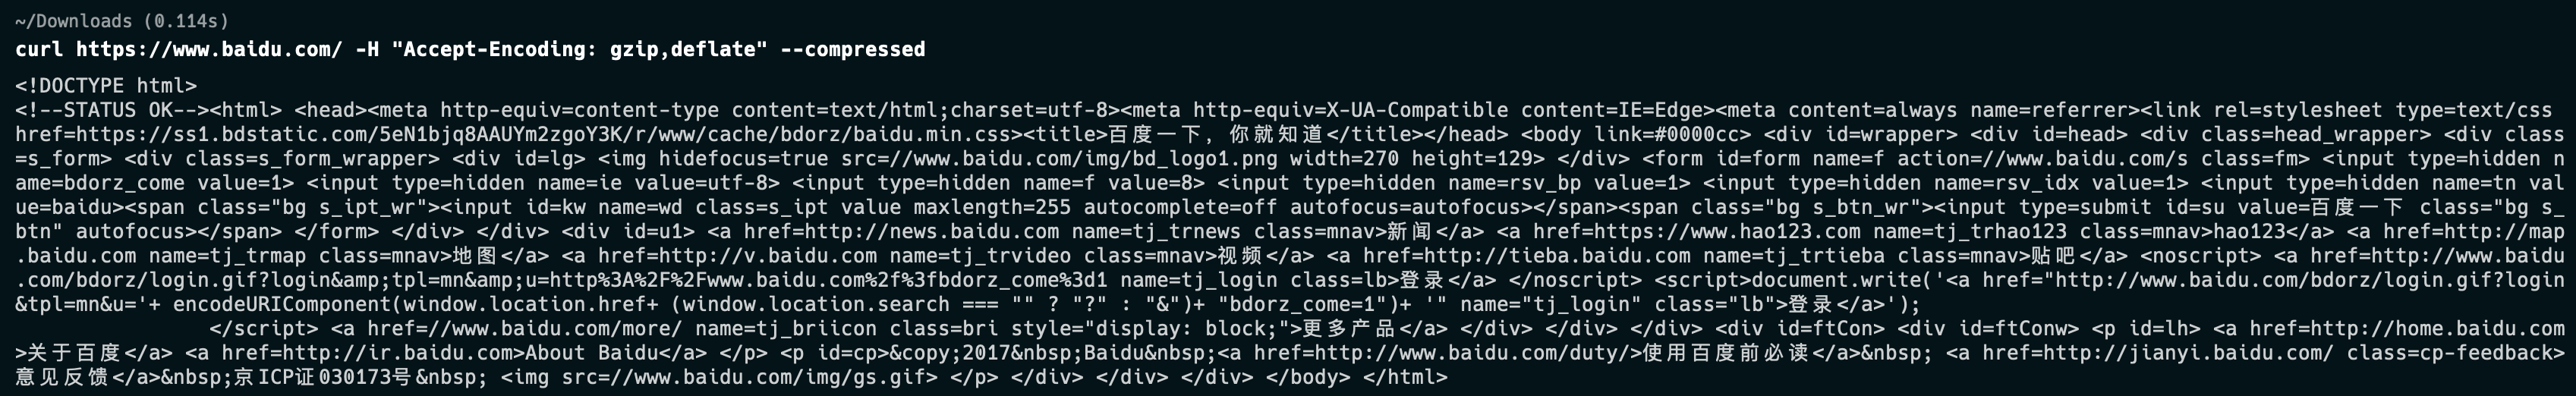 ~/Downloads (0.114s)
curl https://www.baidu.com/ -H "Accept-Encoding: gzip,deflate" --compressed
<!DOCTYPE html>
<!--STATUS OK--><html> <head><meta http-equiv=content-type content=text/html;charset=utf-8><meta http-equiv=X-UA-Compatible content=IE=Edge><meta content=always name=referrer><link rel=stylesheet type=text/css
href=https://ss1.bdstatic.com/5eN1bjq8AAUYm2zgoY3K/r/www/cache/bdorz/baidu.min.css><title>百度一下，你就知道</title></head> <body link=#0000cc> <div id=wrapper> <div id=head> <div class=head_wrapper> <div class
=s_form> <div class=s_form_wrapper> <div id=lg> <img hidefocus=true src=//www.baidu.com/img/bd_logo1.png width=270 height=129> </div> <form id=form name=f action=//www.baidu.com/s class=fm> <input type=hidden n
ame=bdorz_come value=1> <input type=hidden name=ie value=utf-8> <input type=hidden name=f value=8> <input type=hidden name=rsv_bp value=1> <input type=hidden name=rsv_idx value=1> <input type=hidden name=tn val
ue=baidu><span class="bg s_ipt_wr"><input id=kw name=wd class=s_ipt value maxlength=255 autocomplete=off autofocus=autofocus></span><span class="bg s_btn_wr"><input type=submit id=su value=百度一下 class="bg s_
btn" autofocus></span> </form> </div> </div> <div id=u1> <a href=http://news.baidu.com name=tj_trnews class=mnav>新闻</a> <a href=https://www.hao123.com name=tj_trhao123 class=mnav>hao123</a> <a href=http://map
.baidu.com name=tj_trmap class=mnav>地图</a> <a href=http://v.baidu.com name=tj_trvideo class=mnav>视频</a> <a href=http://tieba.baidu.com name=tj_trtieba class=mnav>贴吧</a> <noscript> <a href=http://www.baidu
.com/bdorz/login.gif?login&amp;tpl=mn&amp;u=http%3A%2F%2Fwww.baidu.com%2f%3fbdorz_come%3d1 name=tj_login class=lb>登录</a> </noscript> <script>document.write('<a href="http://www.baidu.com/bdorz/login.gif?login
&tpl=mn&u='+ encodeURIComponent(window.location.href+ (window.location.search === "" ? "?" : "&")+ "bdorz_come=1")+ '" name="tj_login" class="lb">登录</a>');
</script> <a href=//www.baidu.com/more/ name=tj_briicon class=bri style="display: block;">更多产品</a> </div> </div> </div> <div id=ftCon> <div id=ftConw> <p id=lh> <a href=http://home.baidu.com
>关于百度</a> <a href=http://ir.baidu.com>About Baidu</a> </p> <p id=cp>&copy;2017&nbsp;Baidu&nbsp;<a href=http://www.baidu.com/duty/>使用百度前必读</a>&nbsp; <a href=http://jianyi.baidu.com/ class=cp-feedback>
意见反馈</a>&nbsp;京ICP证030173号&nbsp; <img src=//www.baidu.com/img/gs.gif> </p> </div> </div> </div> </body> </html>